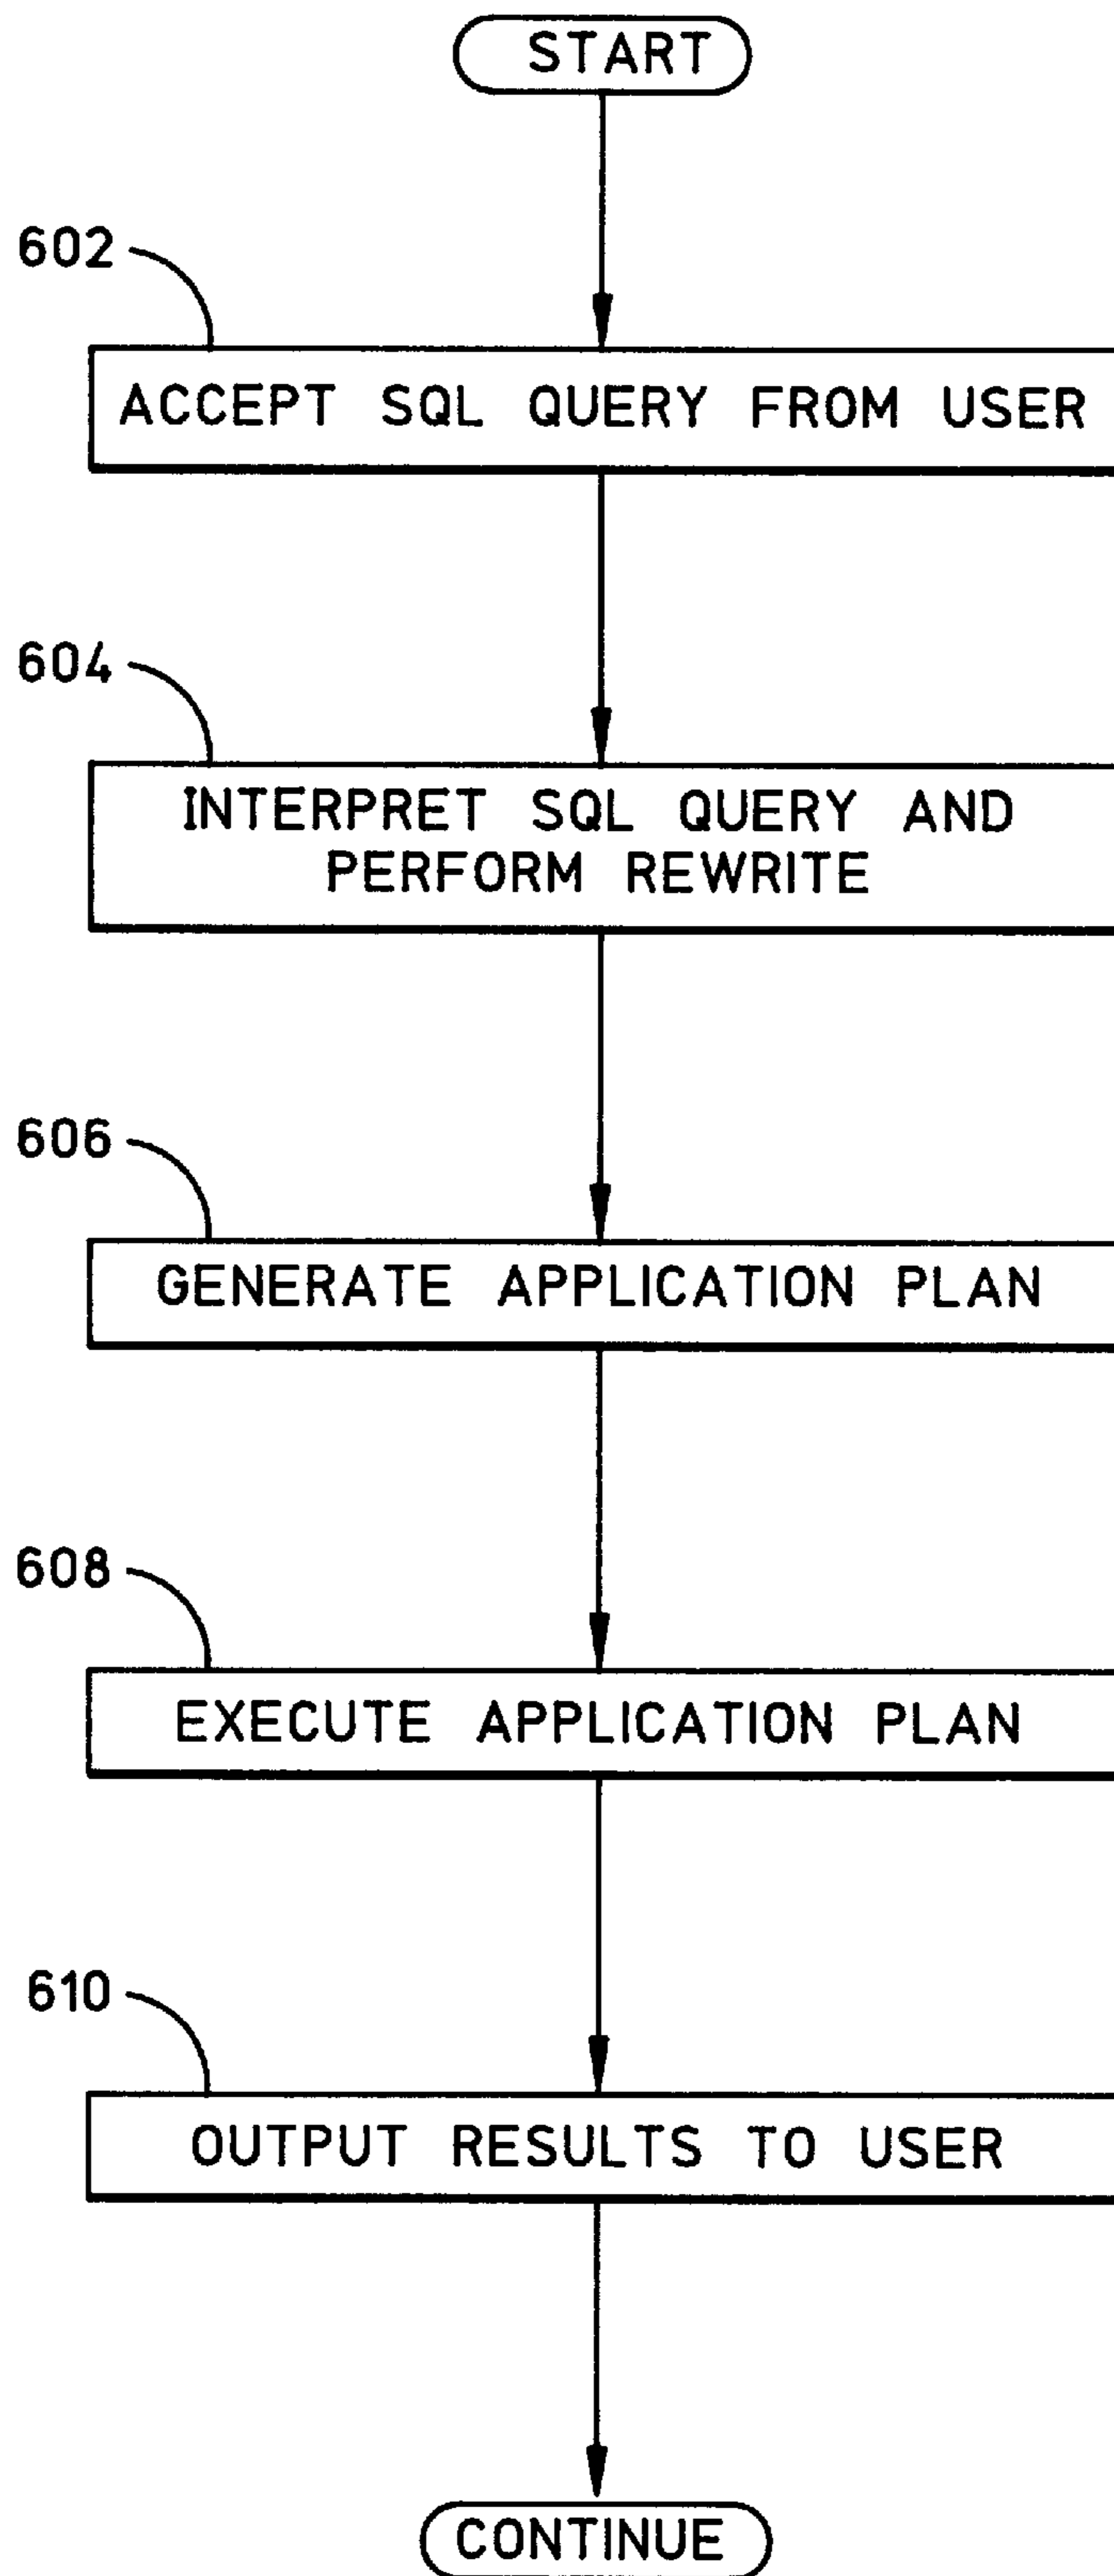 START
602
ACCEPT SQL QUERY FROM USER
604
INTERPRET SQL QUERY AND
PERFORM REWRITE
606
GENERATE APPLICATION PLAN
608
EXECUTE APPLICATION PLAN
610
OUTPUT RESULTS TO USER
CONTINUE